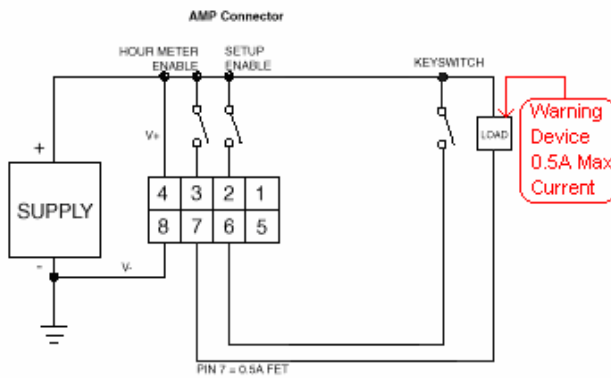 AMP Connector
HOUR METER
ENABLE
SETUP
ENABLE
KEYSWITCH
V+
LOAD
Warning
Device
0.5A Max
Current
+
SUPPLY
-
4 3 2 1
8 7 6 5
V-
PIN 7 = 0.5A FET